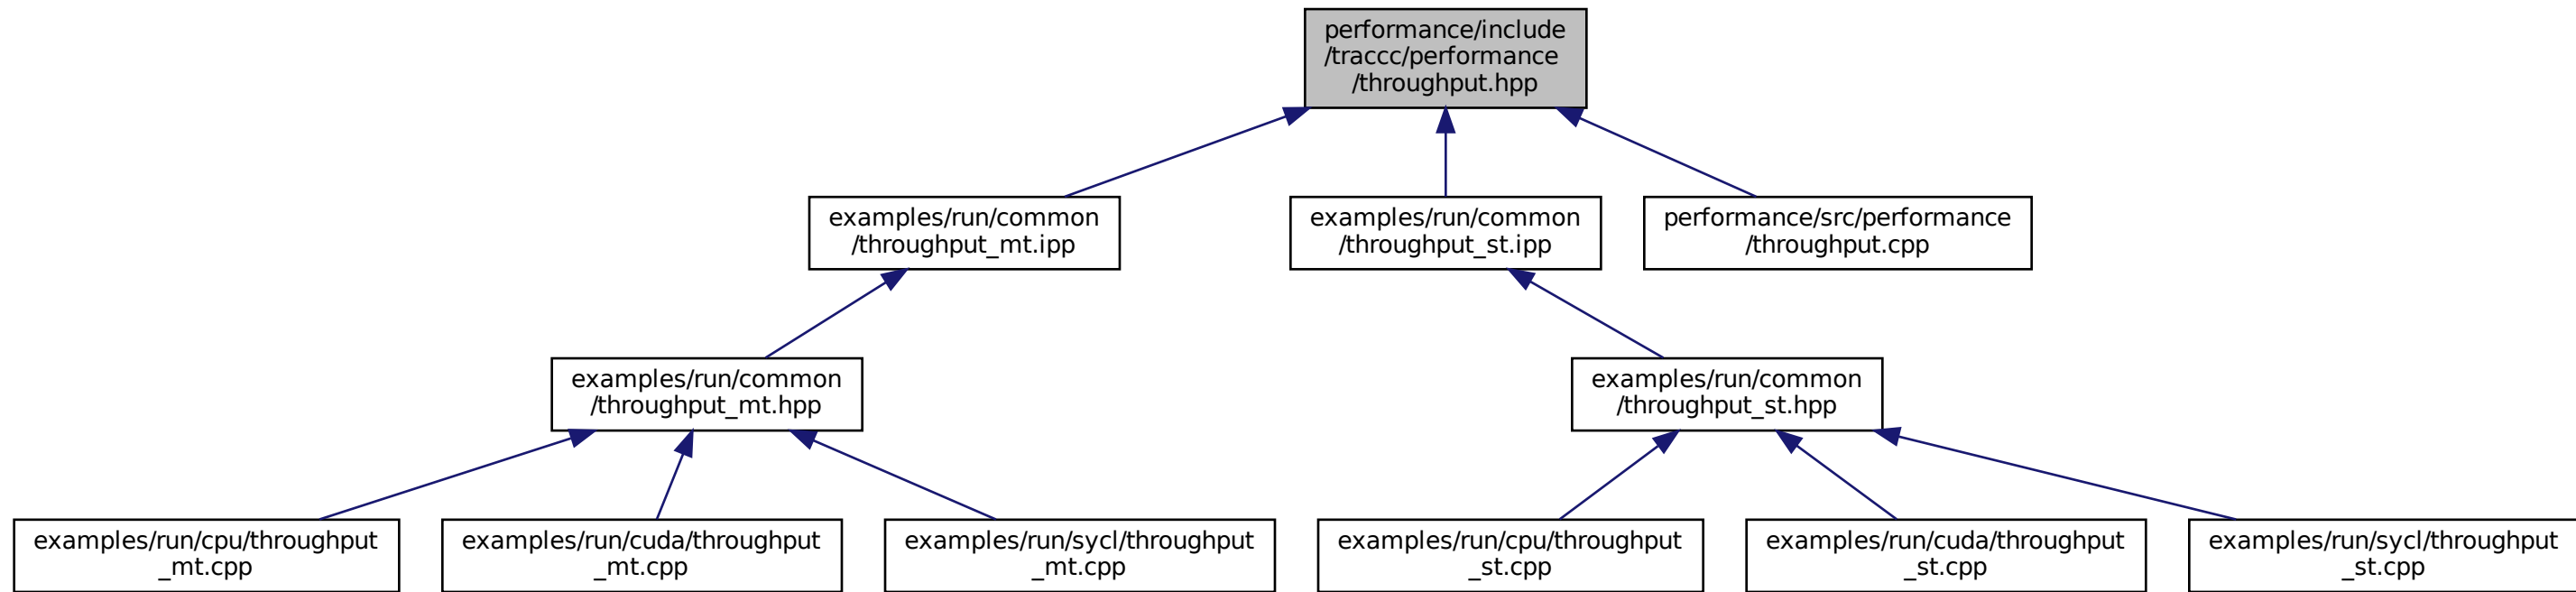 performance/include
/traccc/performance
/throughput.hpp
examples/run/common
/throughput_mt.ipp
examples/run/common
/throughput_st.ipp
performance/src/performance
/throughput.cpp
examples/run/common
/throughput_mt.hpp
examples/run/common
/throughput_st.hpp
examples/run/cpu/throughput
_mt.cpp
examples/run/cuda/throughput
_mt.cpp
examples/run/sycl/throughput
_mt.cpp
examples/run/cpu/throughput
_st.cpp
examples/run/cuda/throughput
_st.cpp
examples/run/sycl/throughput
_st.cpp